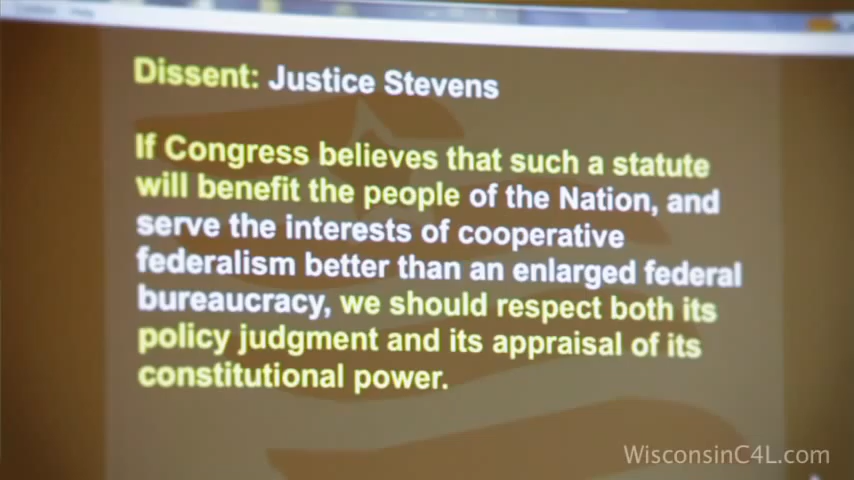 Dissent: Justice Stevens
If Congress believes that such a statute
will benefit the people of the Nation, and
serve the interests of cooperative
federalism better than an enlarged federal
bureaucracy, we should respect both its
policy judgment and its appraisal of its
constitutional power.
WisconsinC4L.com